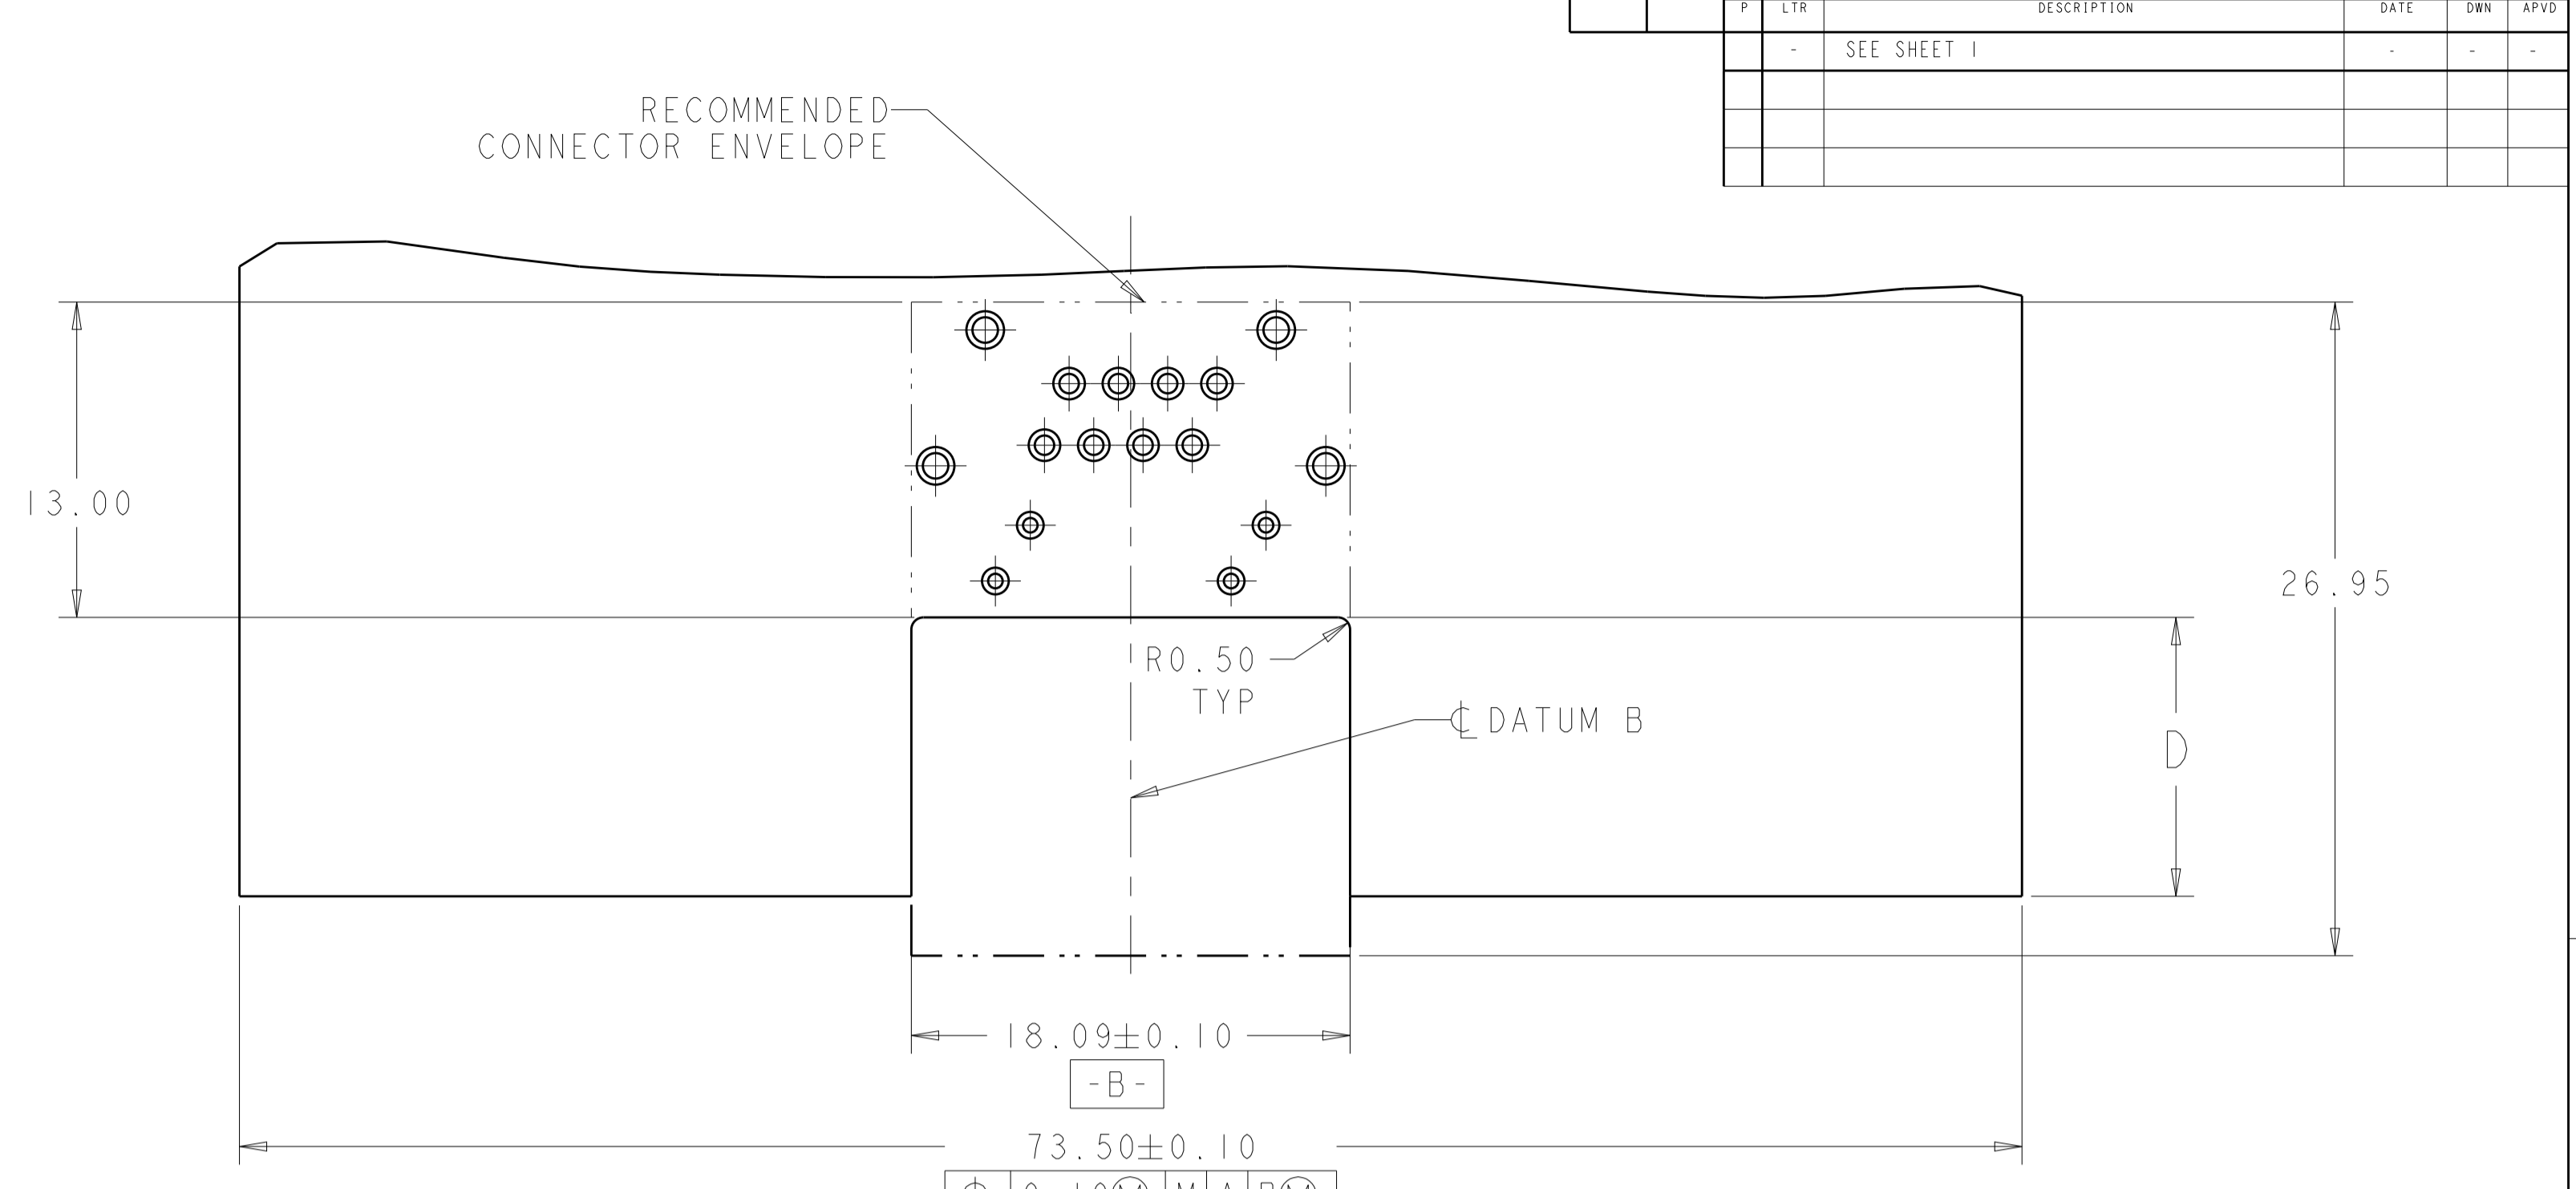 P LTR DESCRIPTION DATE DWN APVD
- SEE SHEET 1 - - -
RECOMMENDED
CONNECTOR ENVELOPE
13.00
26.95
R0.50
TYP
℄ DATUM B
D
18.09±0.10
-B-
73.50±0.10